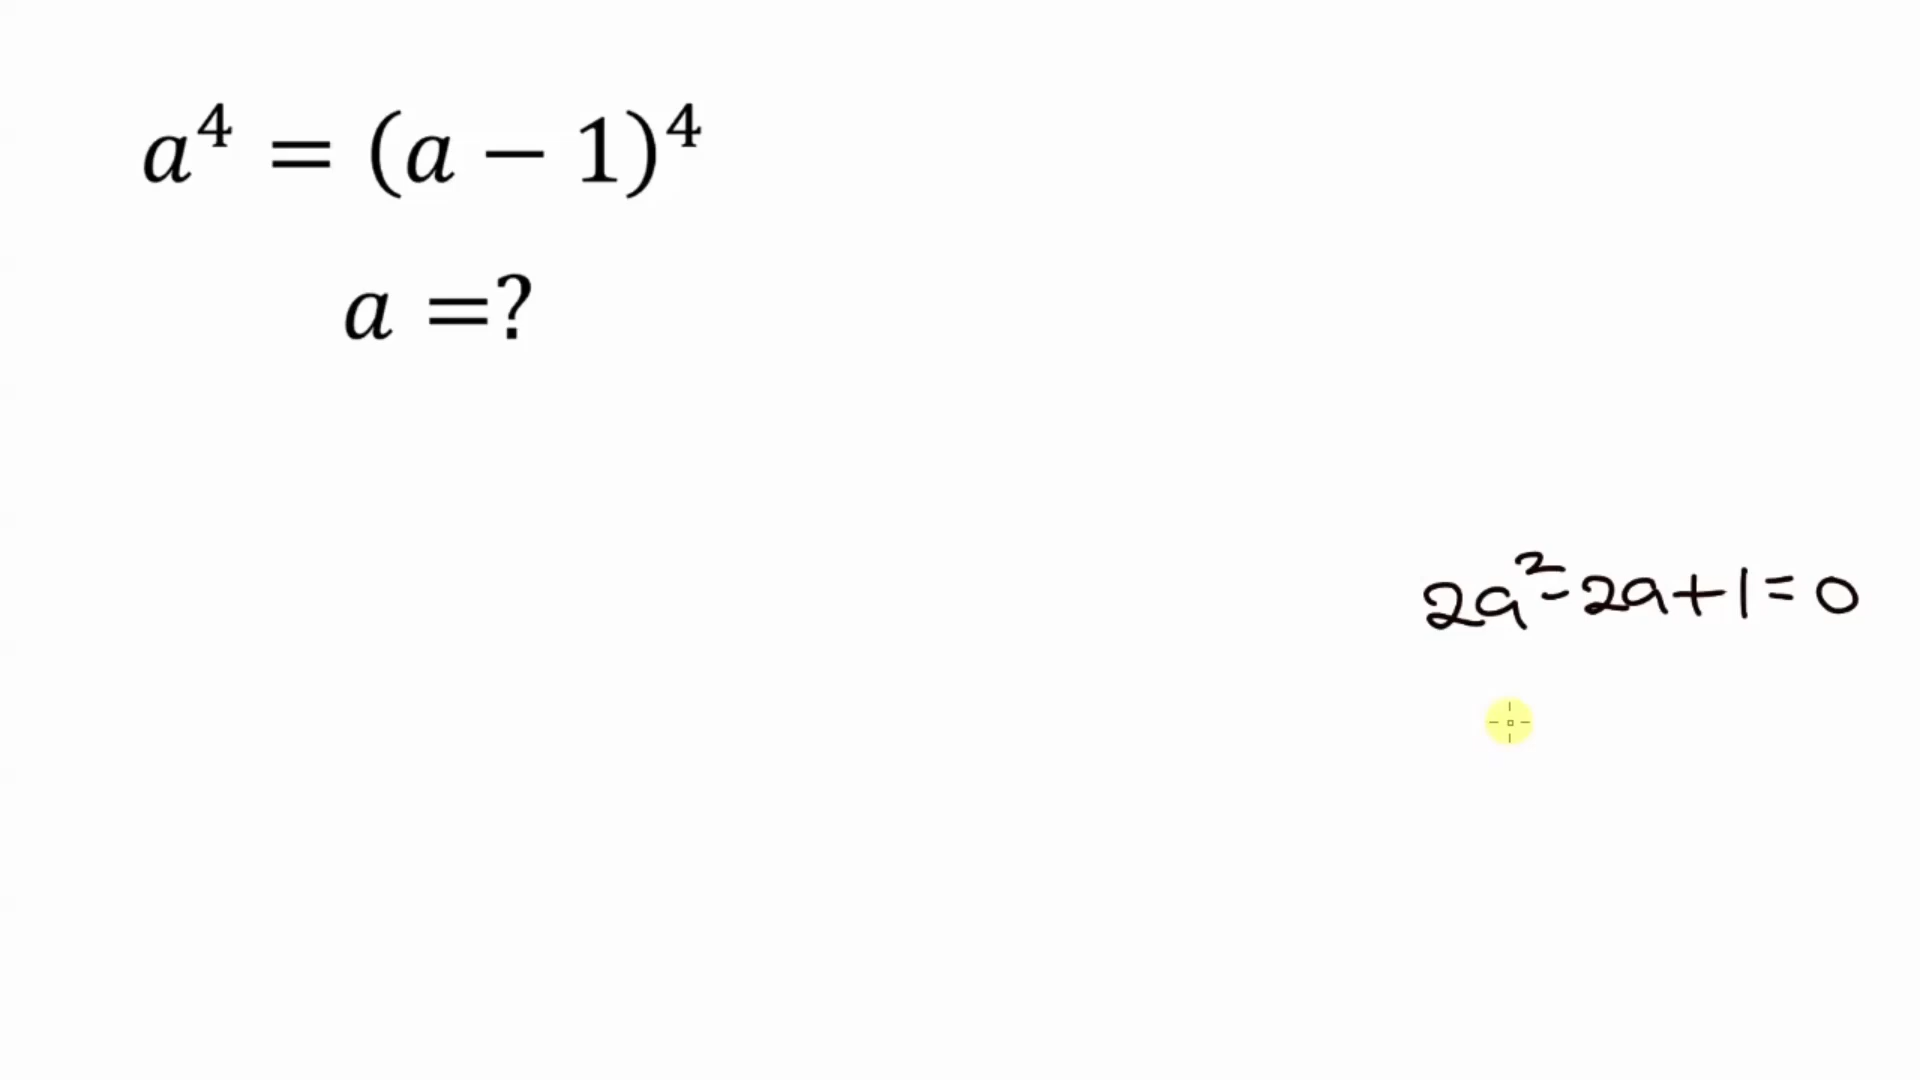 a⁴ = (a − 1)⁴
a =?
2a² - 2a + 1 = 0